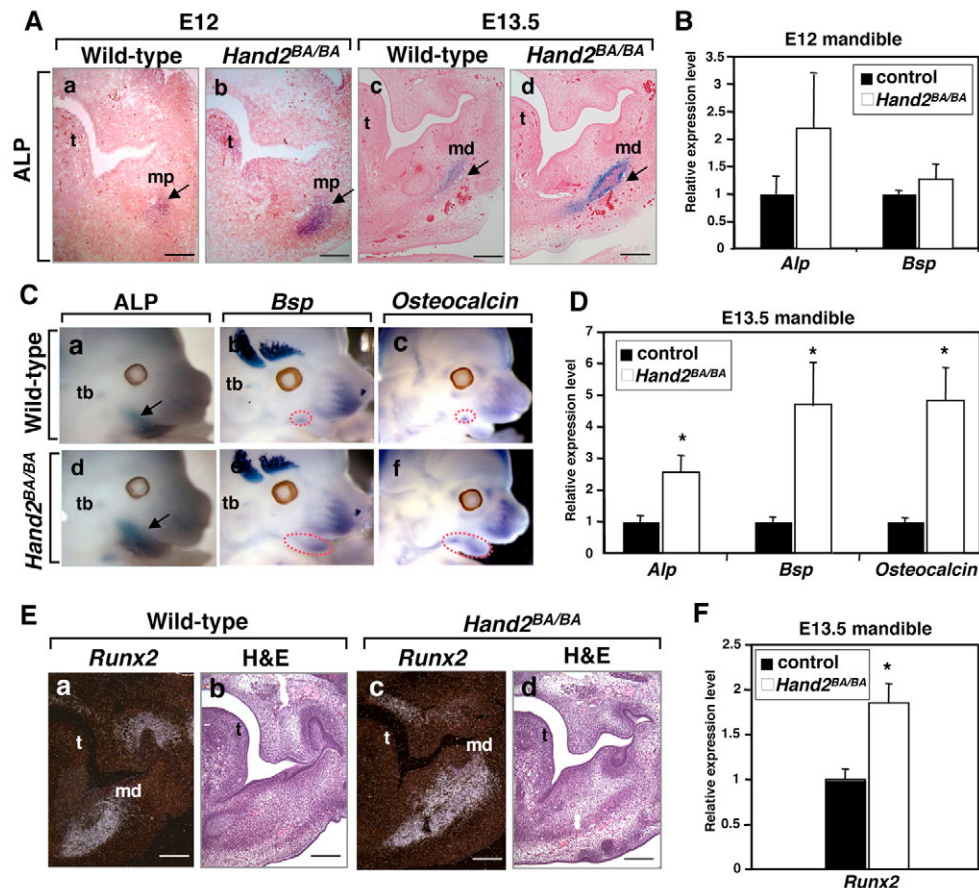 A
E12
E13.5
Wild-type
Hand2BA/BA
Wild-type
Hand2BA/BA
ALP
a
t
mp
b
t
mp
c
t
md
d
t
md
B
E12 mandible
control
Hand2BA/BA
Relative expression level
3.5
3
2.5
2
1.5
1
0.5
0
Alp
Bsp
C
ALP
Bsp
Osteocalcin
Wild-type
a
tb
b
tb
c
Hand2BA/BA
d
tb
e
tb
f
D
E13.5 mandible
control
Hand2BA/BA
Relative expression level
7
6
5
4
3
2
1
0
*
*
*
Alp
Bsp
Osteocalcin
E
Wild-type
Hand2BA/BA
Runx2
H&E
Runx2
H&E
a
t
md
b
t
c
t
md
d
t
F
E13.5 mandible
control
Hand2BA/BA
Relative expression level
2.5
2
1.5
1
0.5
0
*
Runx2